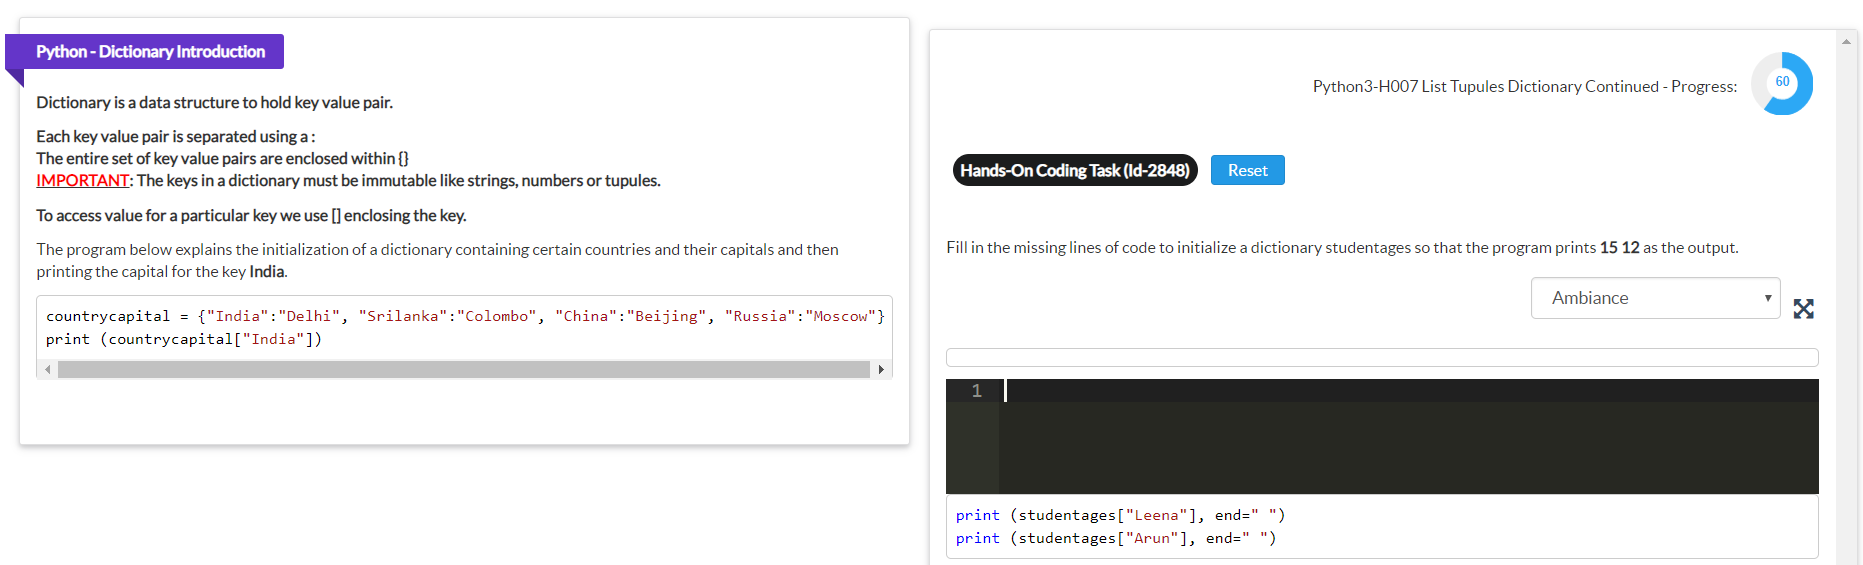 Python - Dictionary Introduction
Dictionary is a data structure to hold key value pair.
Each key value pair is separated using a :
The entire set of key value pairs are enclosed within {}
IMPORTANT: The keys in a dictionary must be immutable like strings, numbers or tupules.
To access value for a particular key we use [] enclosing the key.
The program below explains the initialization of a dictionary containing certain countries and their capitals and then
printing the capital for the key India.
countrycapital = {"India":"Delhi", "Srilanka":"Colombo", "China":"Beijing", "Russia":"Moscow"}
print (countrycapital["India"])
Python3-H007 List Tupules Dictionary Continued - Progress:
60
Hands-On Coding Task (Id-2848)
Reset
Fill in the missing lines of code to initialize a dictionary studentages so that the program prints 15 12 as the output.
Ambiance
1
print (studentages["Leena"], end=" ")
print (studentages["Arun"], end=" ")